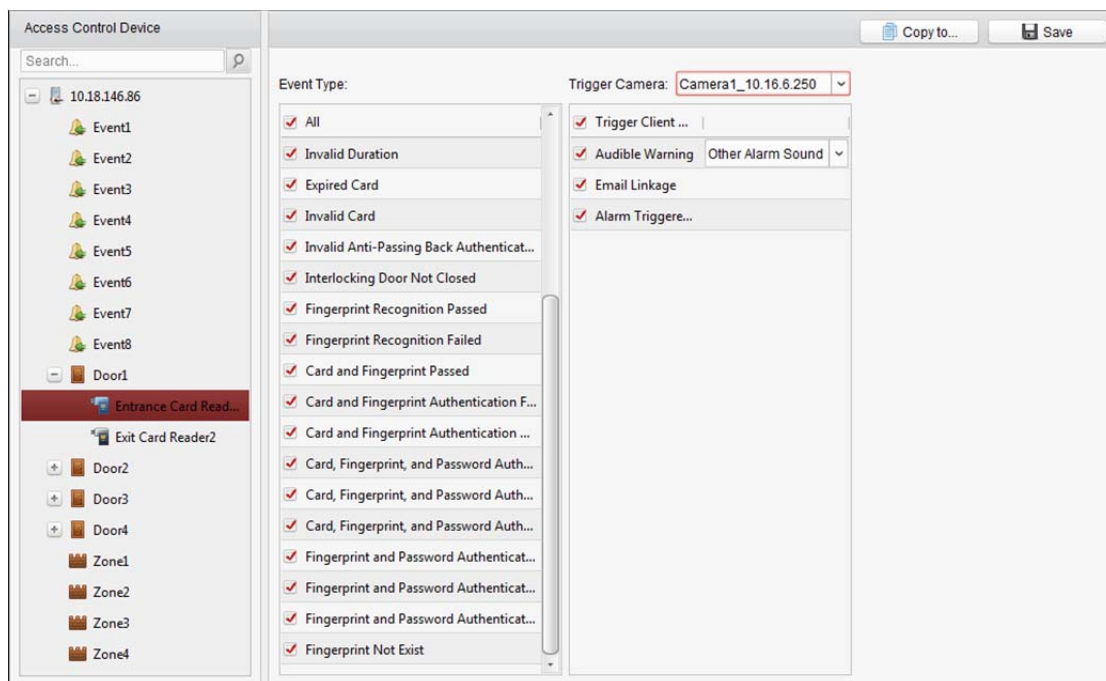 Access Control Device
Copy to...
Save
Search...
10.18.146.86
Event1
Event2
Event3
Event4
Event5
Event6
Event7
Event8
Door1
Entrance Card Read...
Exit Card Reader2
Door2
Door3
Door4
Zone1
Zone2
Zone3
Zone4
Event Type:
All
Invalid Duration
Expired Card
Invalid Card
Invalid Anti-Passing Back Authenticat...
Interlocking Door Not Closed
Fingerprint Recognition Passed
Fingerprint Recognition Failed
Card and Fingerprint Passed
Card and Fingerprint Authentication F...
Card and Fingerprint Authentication ...
Card, Fingerprint, and Password Auth...
Card, Fingerprint, and Password Auth...
Card, Fingerprint, and Password Auth...
Fingerprint and Password Authenticat...
Fingerprint and Password Authenticat...
Fingerprint and Password Authenticat...
Fingerprint Not Exist
Trigger Camera: Camera1_10.16.6.250
Trigger Client ...
Audible Warning Other Alarm Sound
Email Linkage
Alarm Triggere...